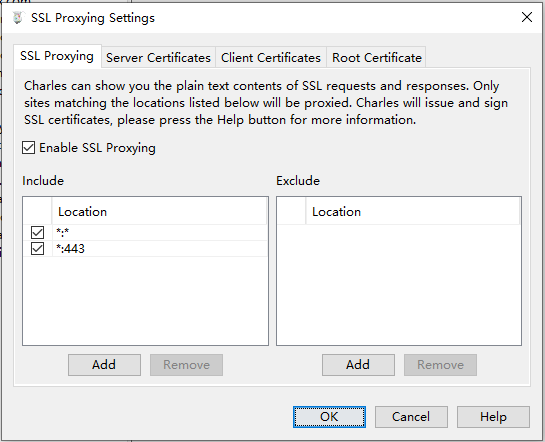 SSL Proxying Settings
SSL Proxying Server Certificates Client Certificates Root Certificate
Charles can show you the plain text contents of SSL requests and responses. Only
sites matching the locations listed below will be proxied. Charles will issue and sign
SSL certificates, please press the Help button for more information.
Enable SSL Proxying
Include Exclude
Location Location
*:*
*:443
Add Remove Add Remove
OK Cancel Help